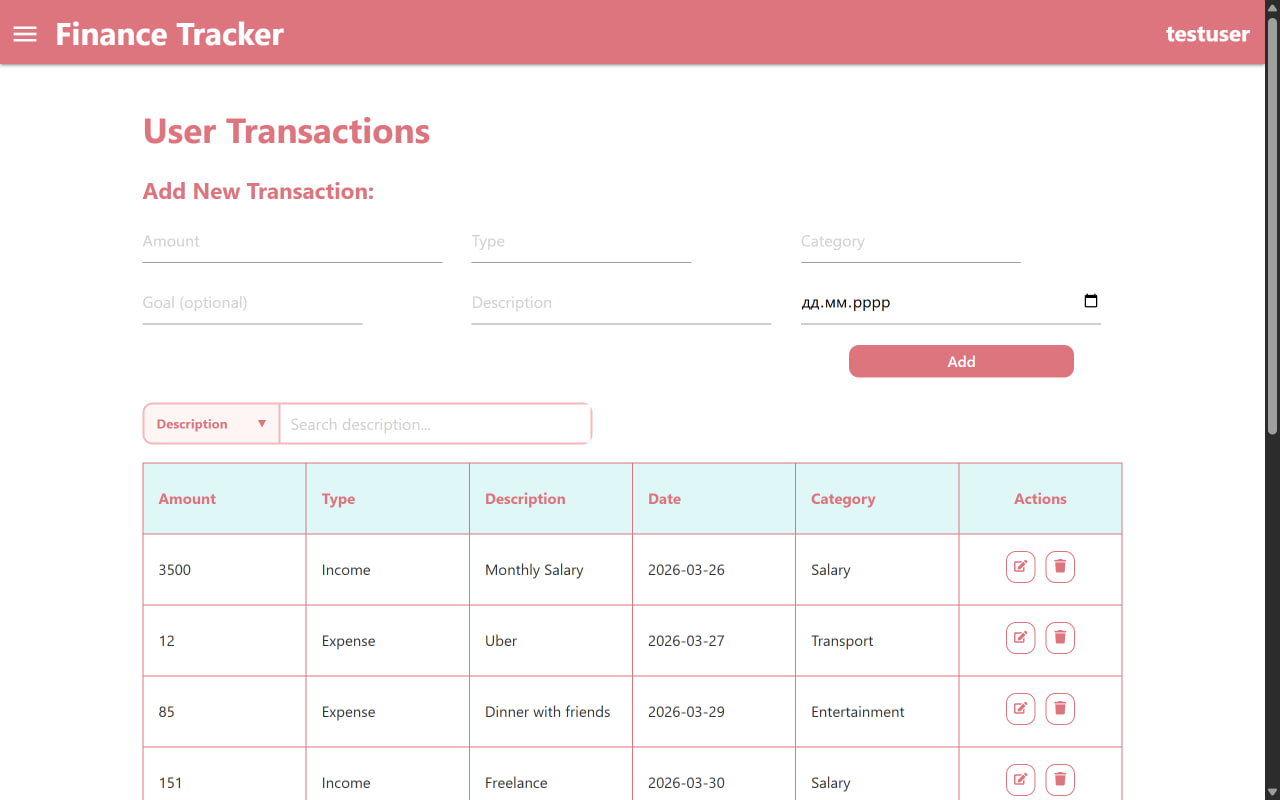 Finance Tracker testuser
User Transactions
Add New Transaction:
Amount Type Category
Goal (optional) Description дд.мм.рррр
Add
Description ▼ Search description...
Amount Type Description Date Category Actions
3500 Income Monthly Salary 2026-03-26 Salary
12 Expense Uber 2026-03-27 Transport
85 Expense Dinner with friends 2026-03-29 Entertainment
151 Income Freelance 2026-03-30 Salary